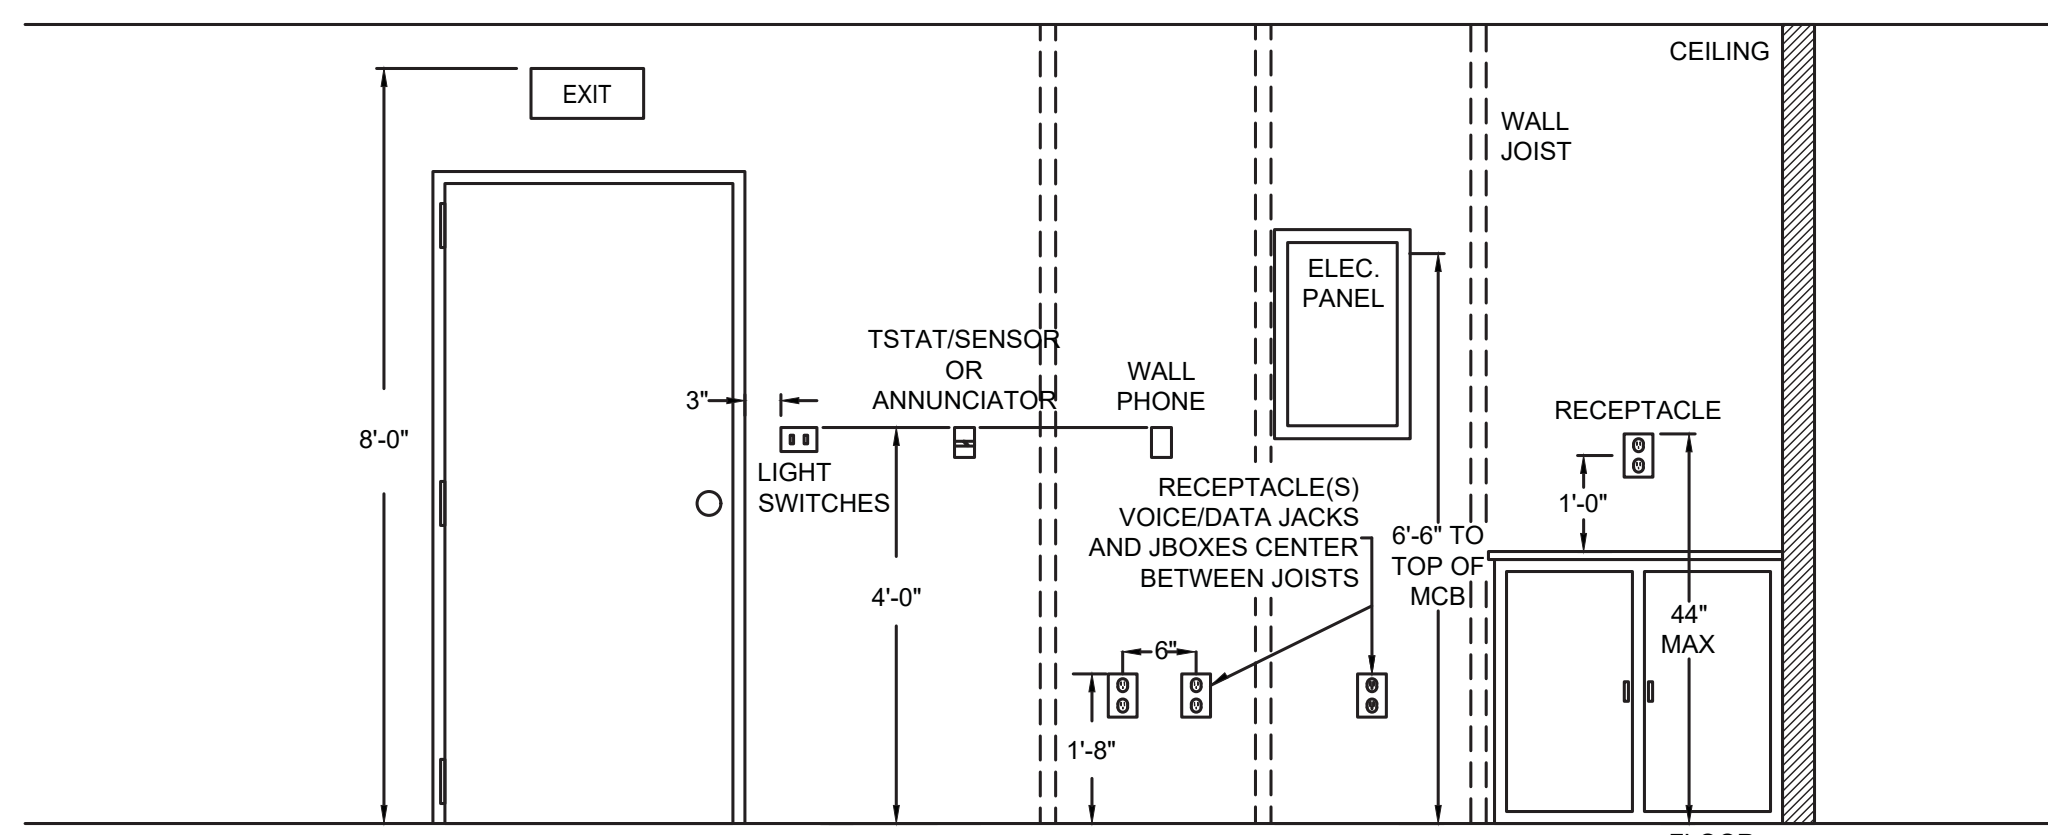 CEILING
EXIT
WALL
JOIST
ELEC.
PANEL
TSTAT/SENSOR
OR
ANNUNCIATOR
WALL
PHONE
3"
RECEPTACLE
8'-0"
LIGHT
SWITCHES
RECEPTACLE(S)
VOICE/DATA JACKS
AND JBOXES CENTER
BETWEEN JOISTS
1'-0"
6'-6" TO
TOP OF
MCB
4'-0"
44"
MAX
6"
1'-8"
FLOOR